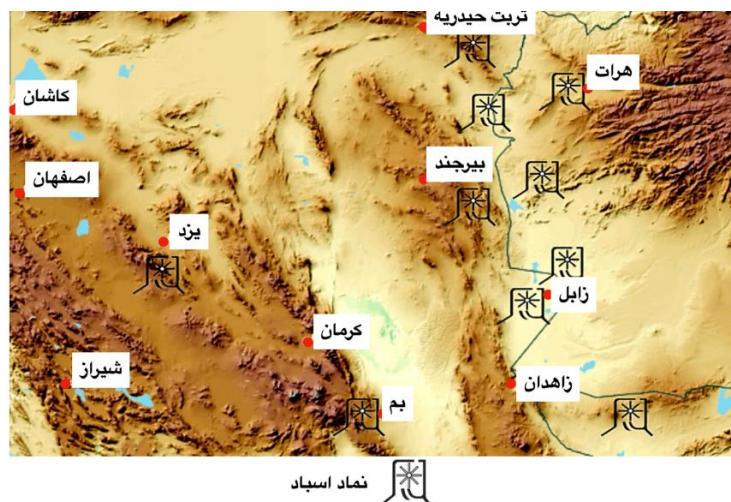 تربت حیدریه
هرات
کاشان
بیرجند
اصفهان
یزد
زابل
کرمان
شیراز
زاهدان
بم
نماد اسباد